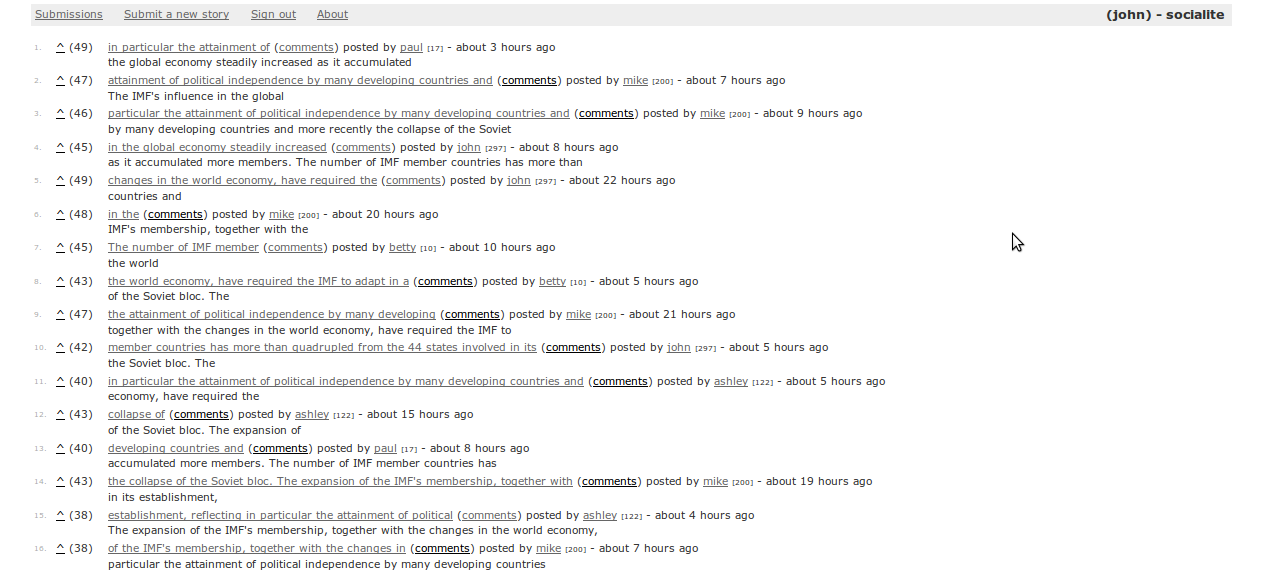 Submissions Submit a new story Sign out About (john) - socialite
1. ^ (49) in particular the attainment of (comments) posted by paul [17] - about 3 hours ago
the global economy steadily increased as it accumulated
2. ^ (47) attainment of political independence by many developing countries and (comments) posted by mike [200] - about 7 hours ago
The IMF's influence in the global
3. ^ (46) particular the attainment of political independence by many developing countries and (comments) posted by mike [200] - about 9 hours ago
by many developing countries and more recently the collapse of the Soviet
4. ^ (45) in the global economy steadily increased (comments) posted by john [297] - about 8 hours ago
as it accumulated more members. The number of IMF member countries has more than
5. ^ (49) changes in the world economy, have required the (comments) posted by john [297] - about 22 hours ago
countries and
6. ^ (48) in the (comments) posted by mike [200] - about 20 hours ago
IMF's membership, together with the
7. ^ (45) The number of IMF member (comments) posted by betty [10] - about 10 hours ago
the world
8. ^ (43) the world economy, have required the IMF to adapt in a (comments) posted by betty [10] - about 5 hours ago
of the Soviet bloc. The
9. ^ (47) the attainment of political independence by many developing (comments) posted by mike [200] - about 21 hours ago
together with the changes in the world economy, have required the IMF to
10. ^ (42) member countries has more than quadrupled from the 44 states involved in its (comments) posted by john [297] - about 5 hours ago
the Soviet bloc. The
11. ^ (40) in particular the attainment of political independence by many developing countries and (comments) posted by ashley [122] - about 5 hours ago
economy, have required the
12. ^ (43) collapse of (comments) posted by ashley [122] - about 15 hours ago
of the Soviet bloc. The expansion of
13. ^ (40) developing countries and (comments) posted by paul [17] - about 8 hours ago
accumulated more members. The number of IMF member countries has
14. ^ (43) the collapse of the Soviet bloc. The expansion of the IMF's membership, together with (comments) posted by mike [200] - about 19 hours ago
in its establishment,
15. ^ (38) establishment, reflecting in particular the attainment of political (comments) posted by ashley [122] - about 4 hours ago
The expansion of the IMF's membership, together with the changes in the world economy,
16. ^ (38) of the IMF's membership, together with the changes in (comments) posted by mike [200] - about 7 hours ago
particular the attainment of political independence by many developing countries